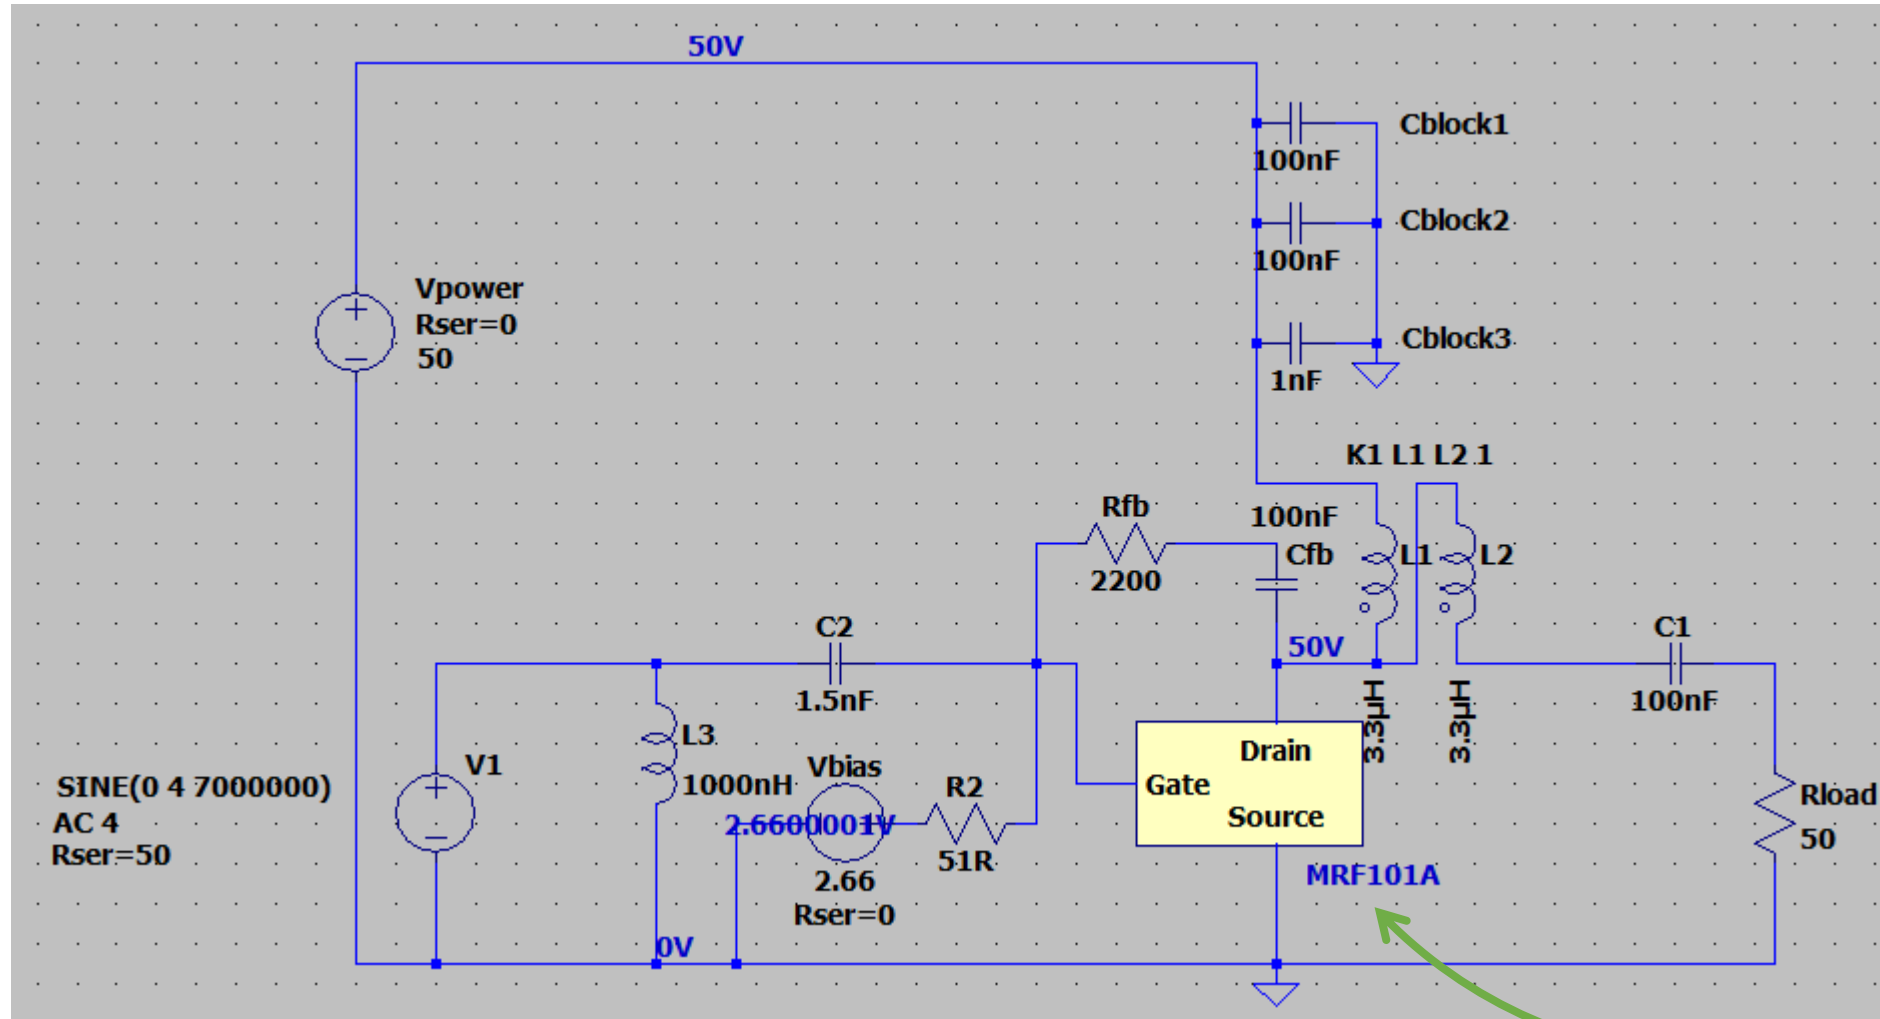 50V
Cblock1
100nF
Cblock2
100nF
Vpower
Rser=0
50
Cblock3
1nF
K1 L1 L2 1
Rfb
2200
100nF
Cfb
L1
L2
C2
1.5nF
50V
C1
100nF
3.3µH
3.3µH
V1
SINE(0 4 7000000)
AC 4
Rser=50
L3
1000nH
Vbias
2.6600001V
2.66
Rser=0
R2
51R
Drain
Gate
Source
MRF101A
Rload
50
0V